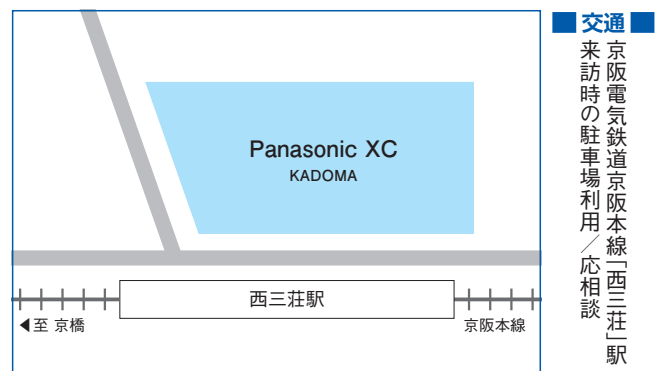 Panasonic XC
KADOMA
西三荘駅
◀至 京橋
京阪本線
■交通■
京阪電気鉄道京阪本線「西三荘」駅
来訪時の駐車場利用／応相談